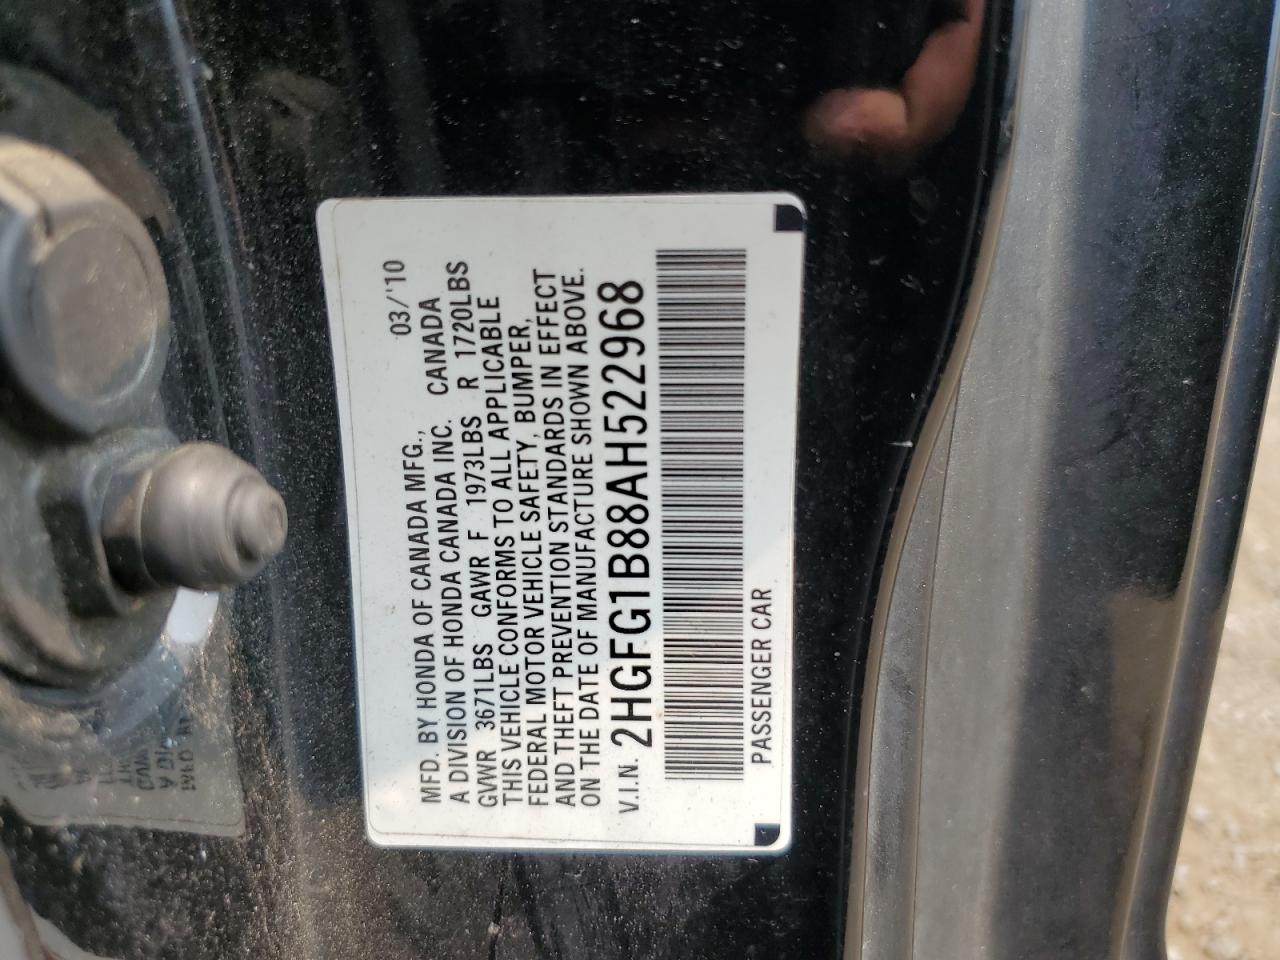 03/'10
MFD. BY HONDA OF CANADA MFG.,
A DIVISION OF HONDA CANADA INC. CANADA
GVWR 3671LBS GAWR F 1973LBS R 1720LBS
THIS VEHICLE CONFORMS TO ALL APPLICABLE
FEDERAL MOTOR VEHICLE SAFETY, BUMPER,
AND THEFT PREVENTION STANDARDS IN EFFECT
ON THE DATE OF MANUFACTURE SHOWN ABOVE.
V.I.N. 2HGFG1B88AH522968
PASSENGER CAR